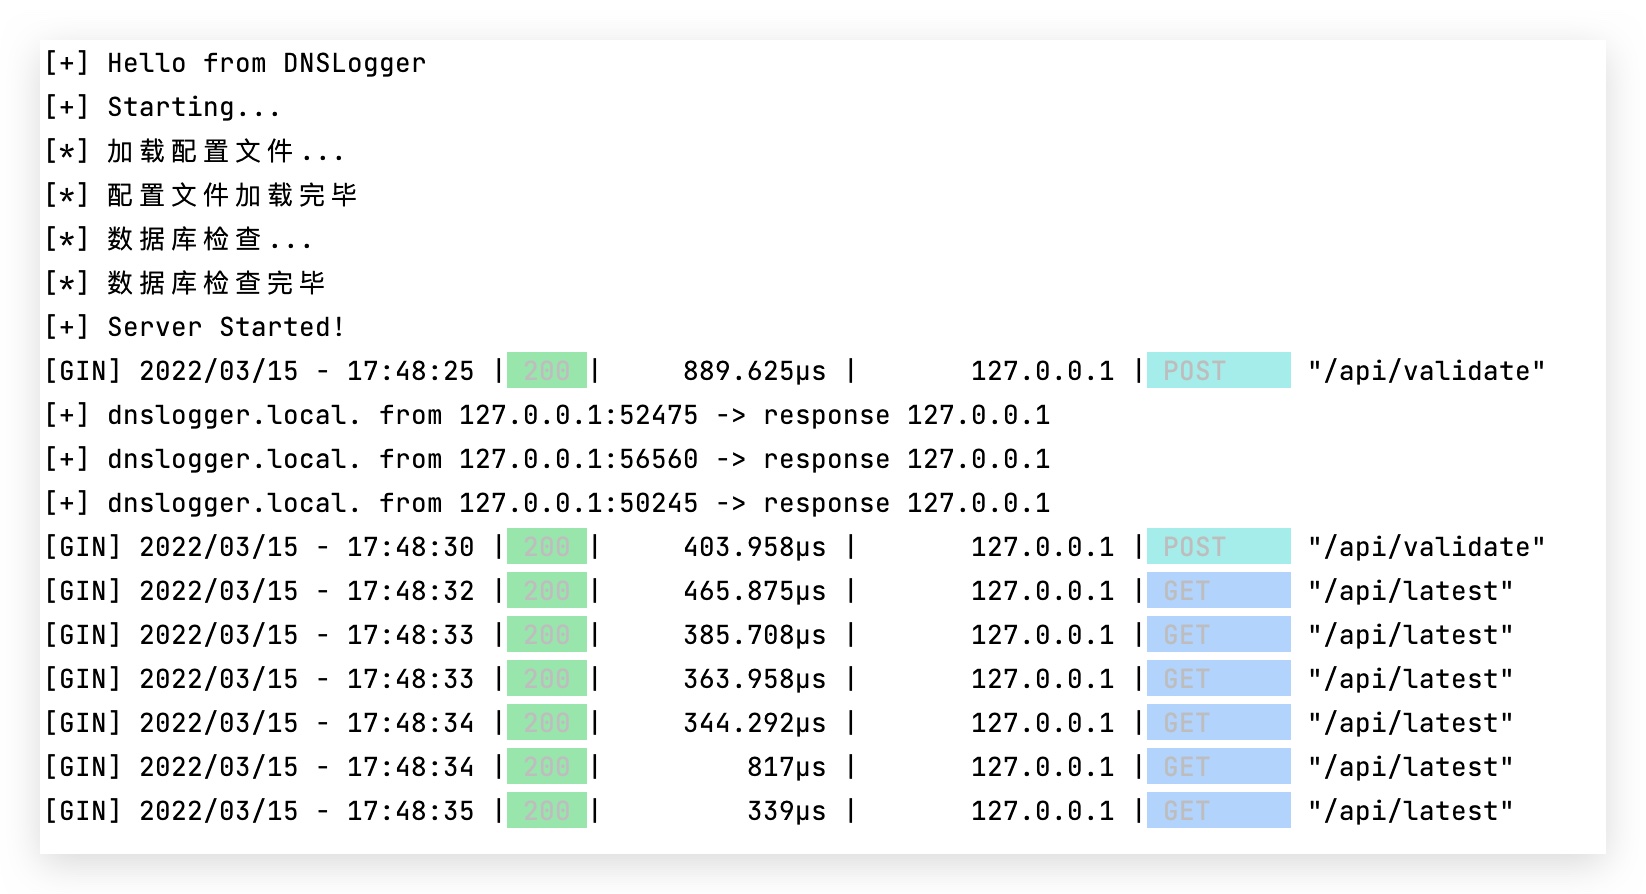 [+] Hello from DNSLogger
[+] Starting...
[*] 加载配置文件...
[*] 配置文件加载完毕
[*] 数据库检查...
[*] 数据库检查完毕
[+] Server Started!
[GIN] 2022/03/15 - 17:48:25 | 200 |     889.625µs |       127.0.0.1 | POST     "/api/validate"
[+] dnslogger.local. from 127.0.0.1:52475 -> response 127.0.0.1
[+] dnslogger.local. from 127.0.0.1:56560 -> response 127.0.0.1
[+] dnslogger.local. from 127.0.0.1:50245 -> response 127.0.0.1
[GIN] 2022/03/15 - 17:48:30 | 200 |     403.958µs |       127.0.0.1 | POST     "/api/validate"
[GIN] 2022/03/15 - 17:48:32 | 200 |     465.875µs |       127.0.0.1 | GET      "/api/latest"
[GIN] 2022/03/15 - 17:48:33 | 200 |     385.708µs |       127.0.0.1 | GET      "/api/latest"
[GIN] 2022/03/15 - 17:48:33 | 200 |     363.958µs |       127.0.0.1 | GET      "/api/latest"
[GIN] 2022/03/15 - 17:48:34 | 200 |     344.292µs |       127.0.0.1 | GET      "/api/latest"
[GIN] 2022/03/15 - 17:48:34 | 200 |         817µs |       127.0.0.1 | GET      "/api/latest"
[GIN] 2022/03/15 - 17:48:35 | 200 |         339µs |       127.0.0.1 | GET      "/api/latest"